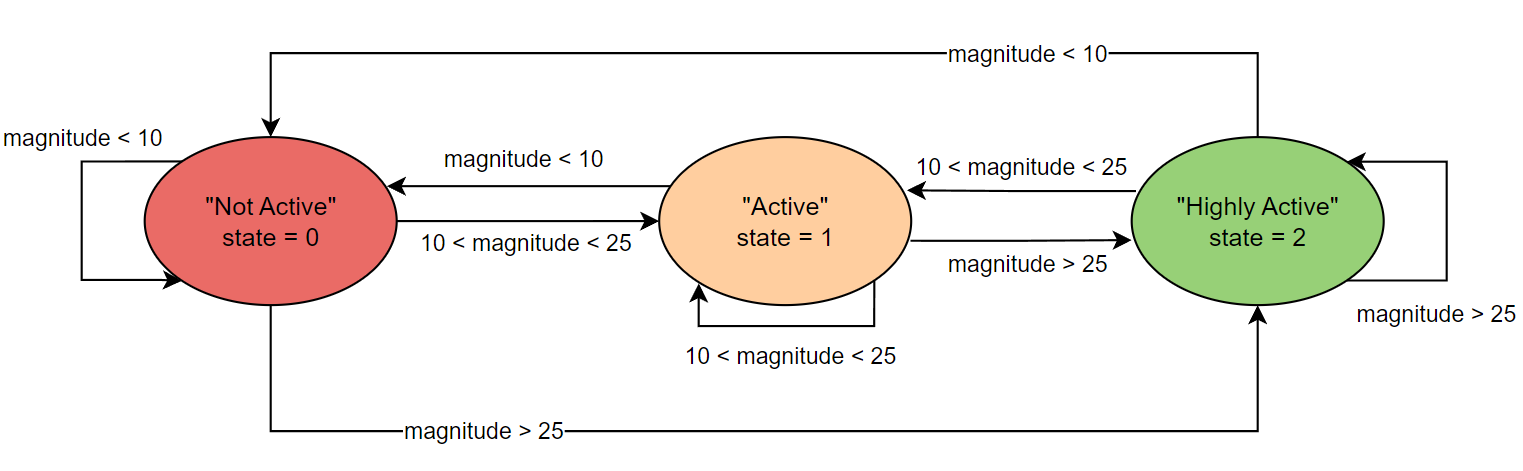 magnitude < 10
magnitude < 10
magnitude < 10
10 < magnitude < 25
"Not Active"
state = 0
"Active"
state = 1
"Highly Active"
state = 2
10 < magnitude < 25
magnitude > 25
magnitude > 25
10 < magnitude < 25
magnitude > 25